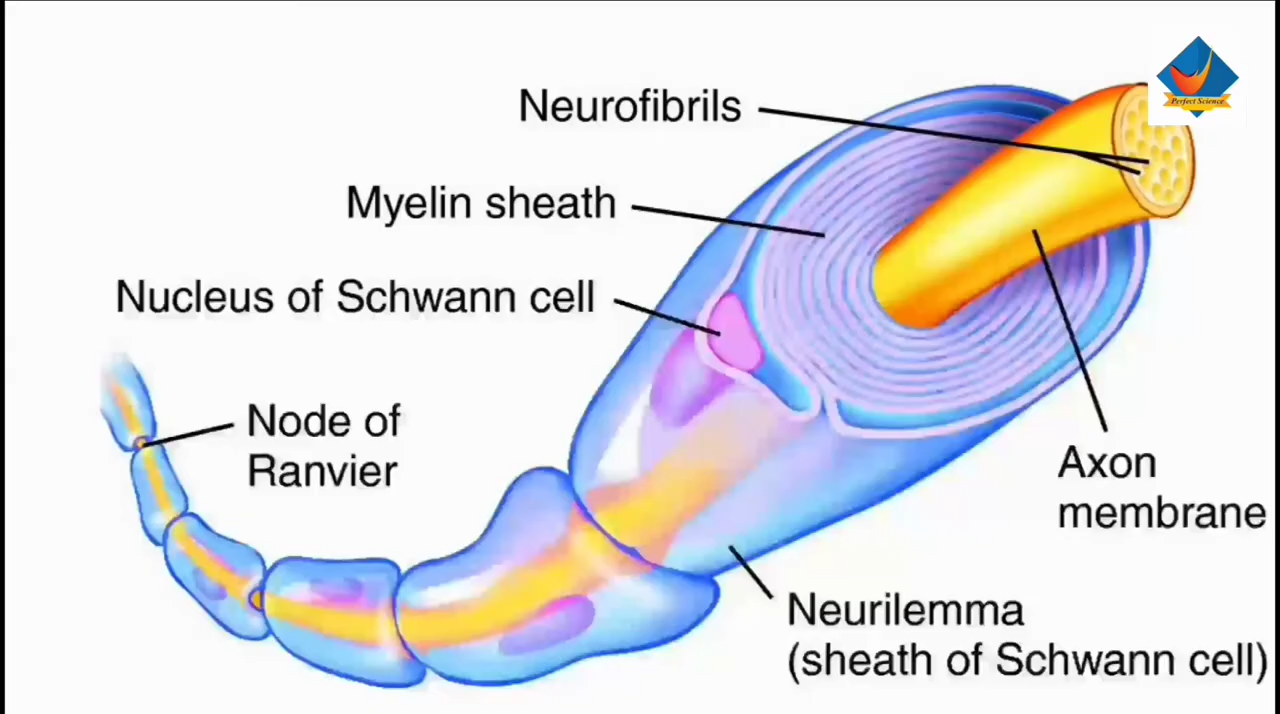 Perfect Science
Neurofibrils
Myelin sheath
Nucleus of Schwann cell
Node of
Ranvier
Axon
membrane
Neurilemma
(sheath of Schwann cell)